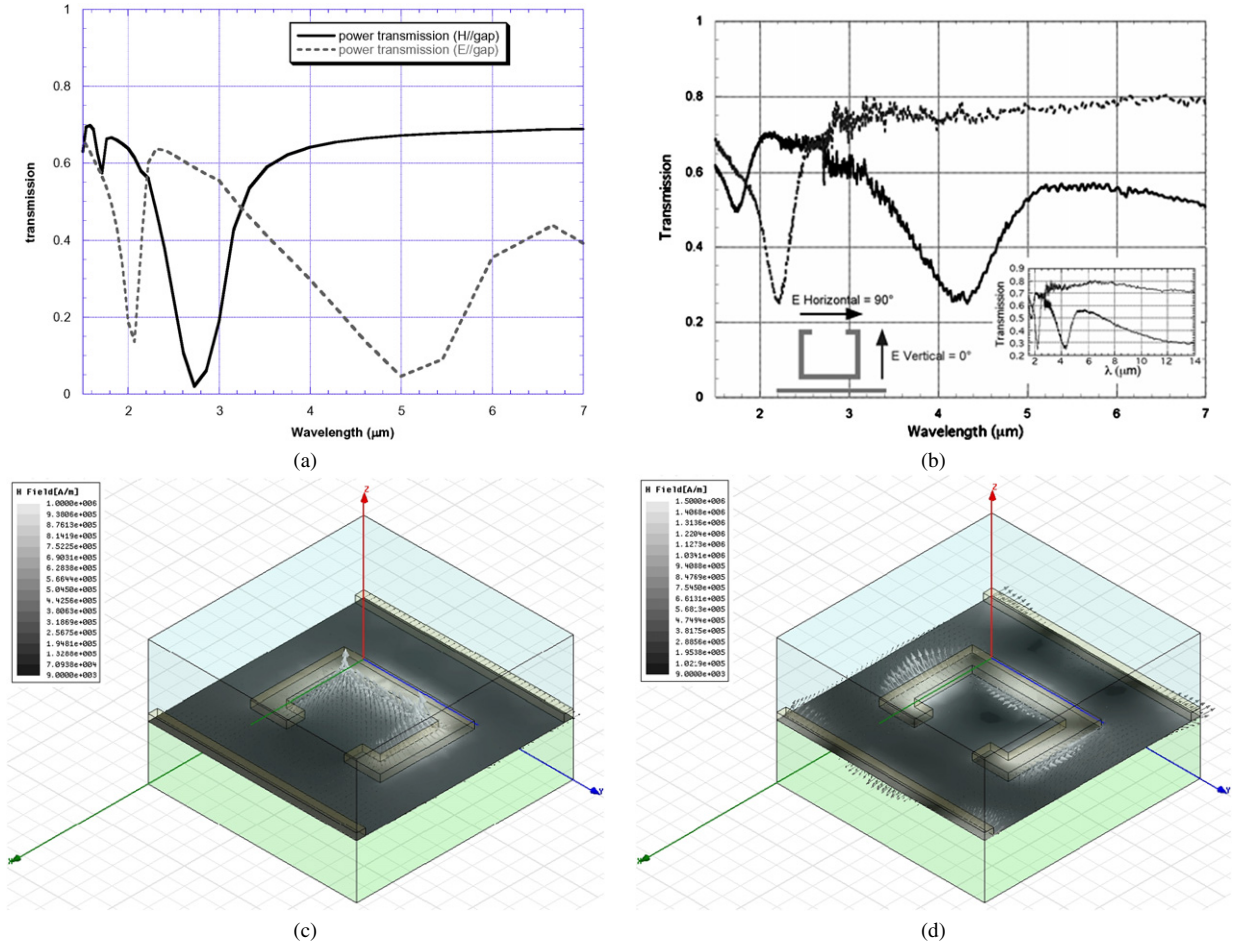 1
0.8
0.6
0.4
0.2
0
transmission
power transmission (H//gap)
power transmission (E//gap)
2 3 4 5 6 7
Wavelength (μm)
(a)
1
0.8
0.6
0.4
0.2
0
Transmission
E Horizontal = 90°
E Vertical = 0°
0.9
0.8
0.7
0.6
0.5
0.4
0.3
0.2
Transmission
2 4 6 8 10 12 14
λ (μm)
2 3 4 5 6 7
Wavelength (μm)
(b)
H Field[A/m]
1.0000e+006
9.3806e+005
8.7613e+005
8.1419e+005
7.5225e+005
6.9031e+005
6.2838e+005
5.6644e+005
5.0450e+005
4.4256e+005
3.8063e+005
3.1869e+005
2.5675e+005
1.9481e+005
1.3288e+005
7.0938e+004
9.0000e+003
z
y
x
(c)
H Field[A/m]
1.5000e+006
1.4068e+006
1.3136e+006
1.2204e+006
1.1273e+006
1.0341e+006
9.4088e+005
8.4769e+005
7.5450e+005
6.6131e+005
5.6813e+005
4.7494e+005
3.8175e+005
2.8856e+005
1.9538e+005
1.0219e+005
9.0000e+003
z
y
x
(d)